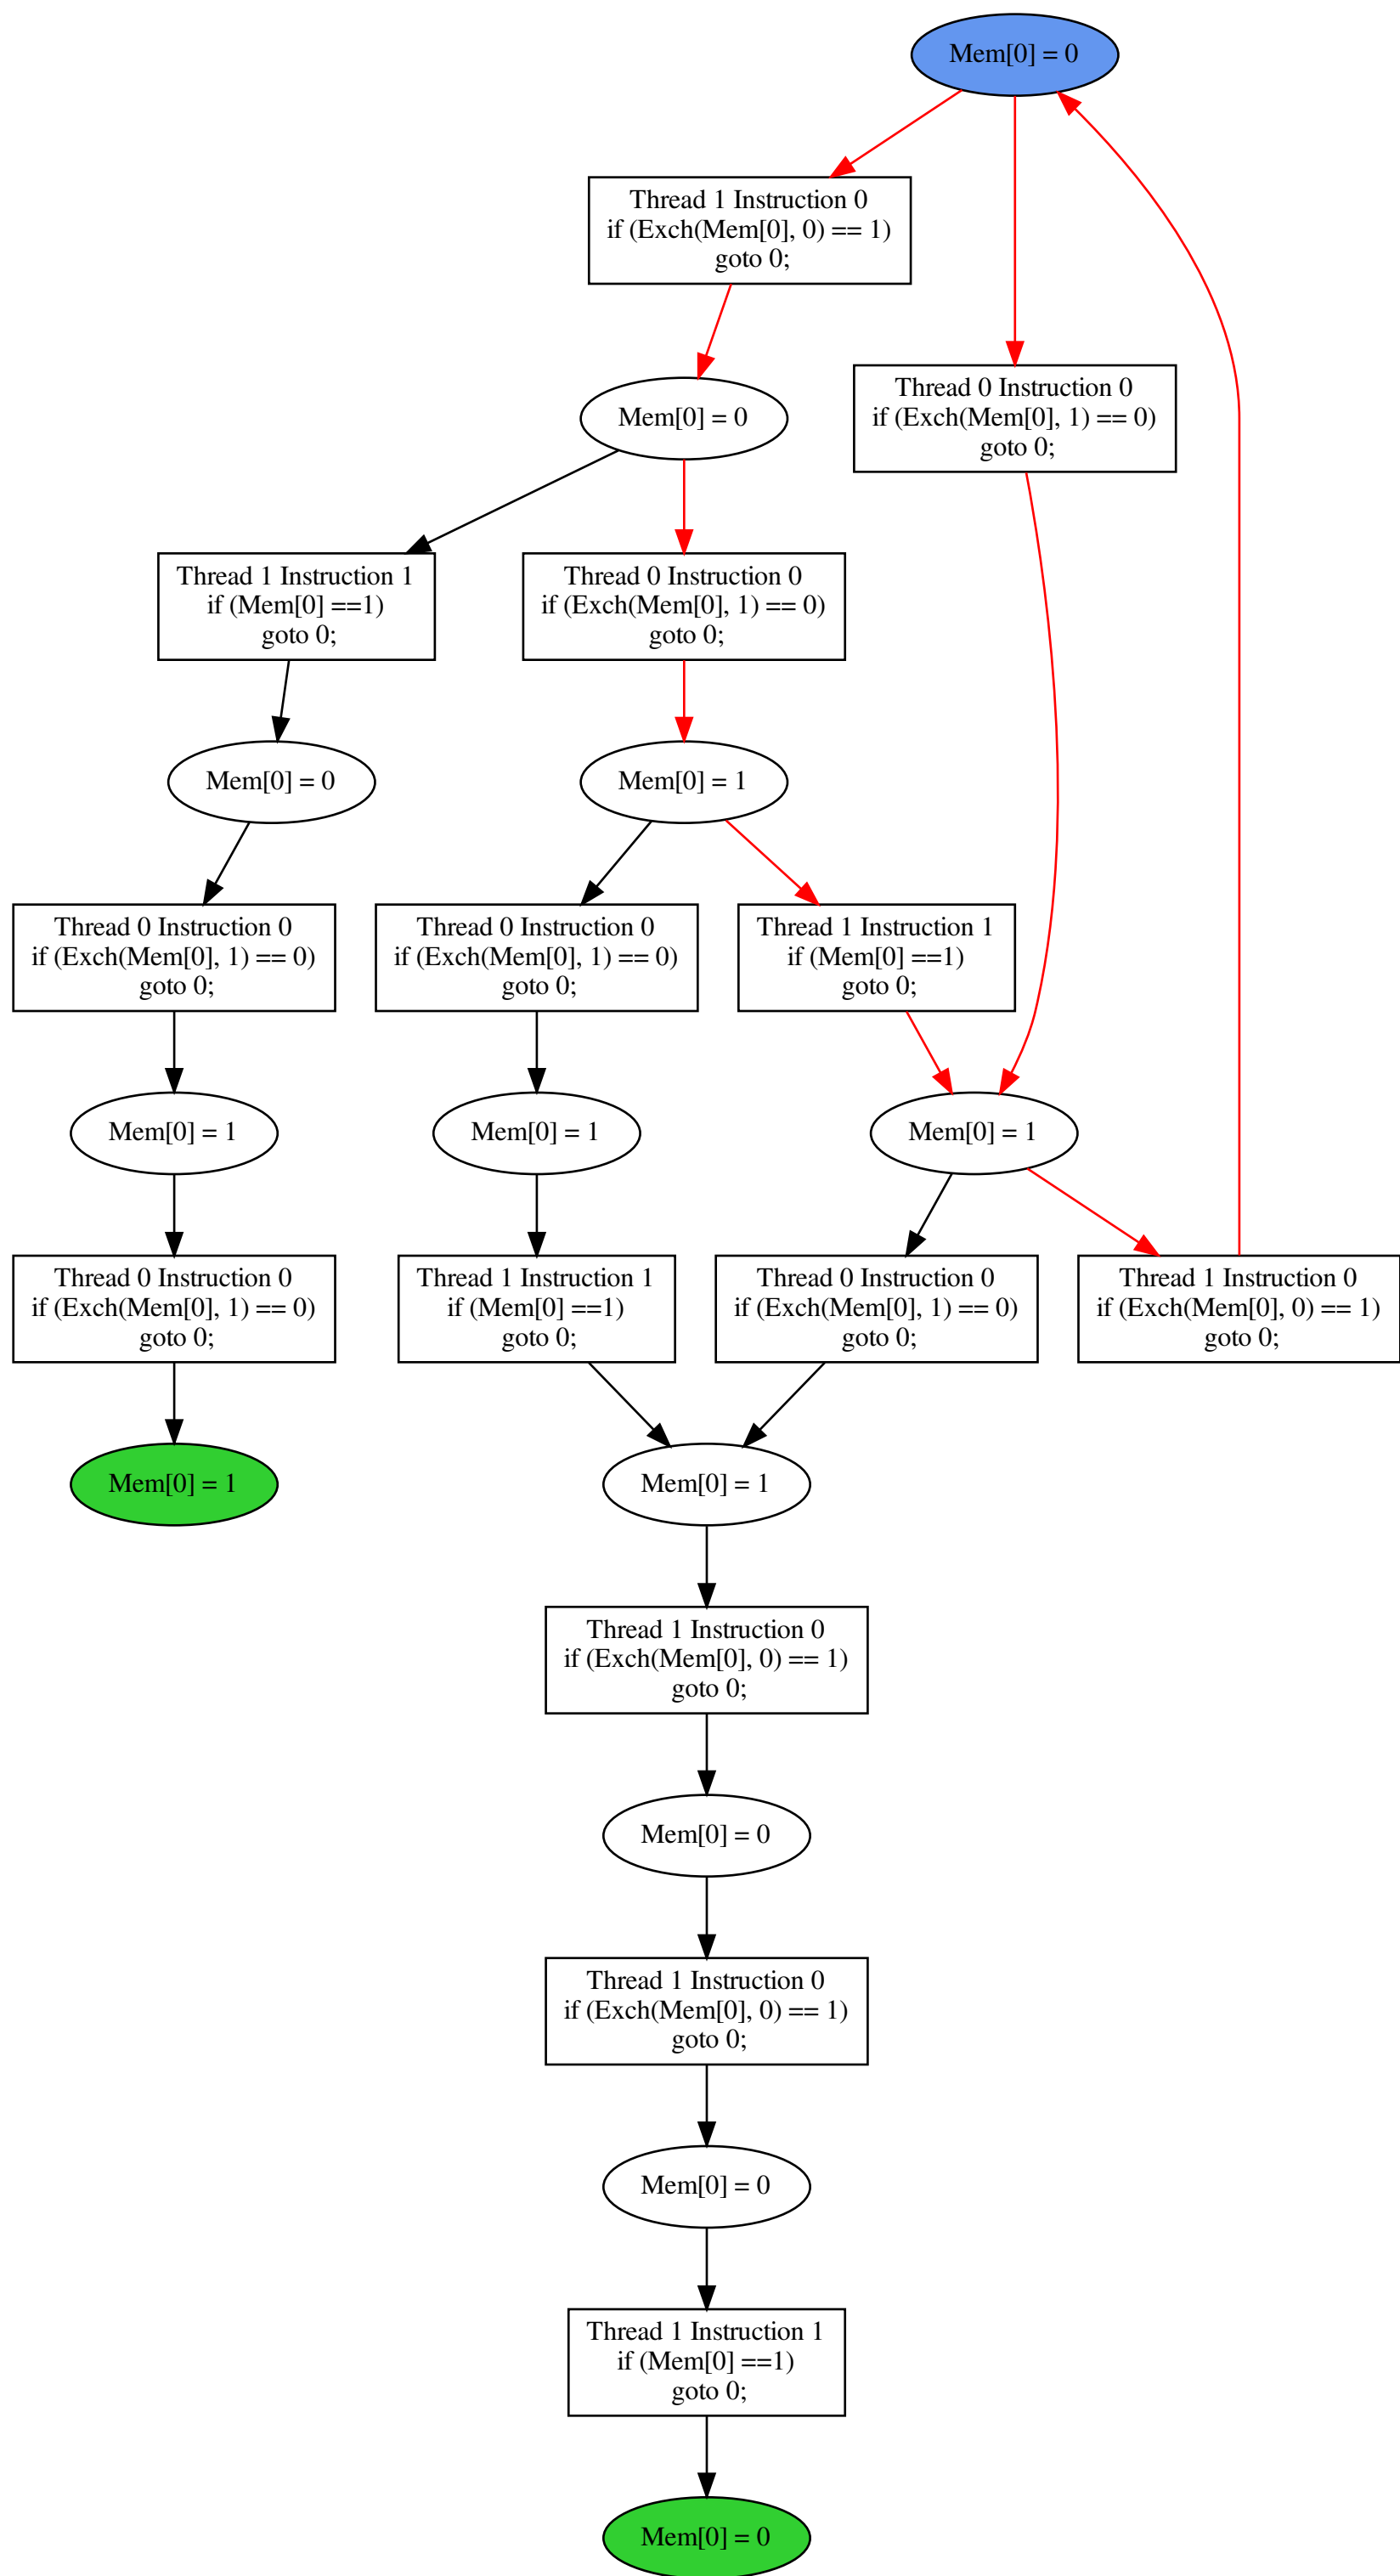 Mem[0] = 0
Thread 1 Instruction 0
if (Exch(Mem[0], 0) == 1)
goto 0;
Mem[0] = 0
Thread 0 Instruction 0
if (Exch(Mem[0], 1) == 0)
goto 0;
Thread 1 Instruction 1
if (Mem[0] ==1)
goto 0;
Thread 0 Instruction 0
if (Exch(Mem[0], 1) == 0)
goto 0;
Mem[0] = 0
Mem[0] = 1
Thread 0 Instruction 0
if (Exch(Mem[0], 1) == 0)
goto 0;
Thread 0 Instruction 0
if (Exch(Mem[0], 1) == 0)
goto 0;
Thread 1 Instruction 1
if (Mem[0] ==1)
goto 0;
Mem[0] = 1
Mem[0] = 1
Mem[0] = 1
Thread 0 Instruction 0
if (Exch(Mem[0], 1) == 0)
goto 0;
Thread 1 Instruction 1
if (Mem[0] ==1)
goto 0;
Thread 0 Instruction 0
if (Exch(Mem[0], 1) == 0)
goto 0;
Thread 1 Instruction 0
if (Exch(Mem[0], 0) == 1)
goto 0;
Mem[0] = 1
Mem[0] = 1
Thread 1 Instruction 0
if (Exch(Mem[0], 0) == 1)
goto 0;
Mem[0] = 0
Thread 1 Instruction 0
if (Exch(Mem[0], 0) == 1)
goto 0;
Mem[0] = 0
Thread 1 Instruction 1
if (Mem[0] ==1)
goto 0;
Mem[0] = 0